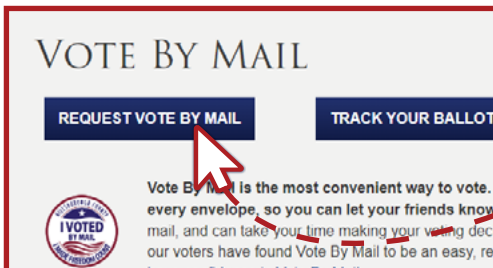 VOTE BY MAIL
REQUEST VOTE BY MAIL
TRACK YOUR BALLOT
Vote By Mail is the most convenient way to vote.
every envelope, so you can let your friends know
I VOTED
BY MAIL
mail, and can take your time making your voting dec
our voters have found Vote By Mail to be an easy, re